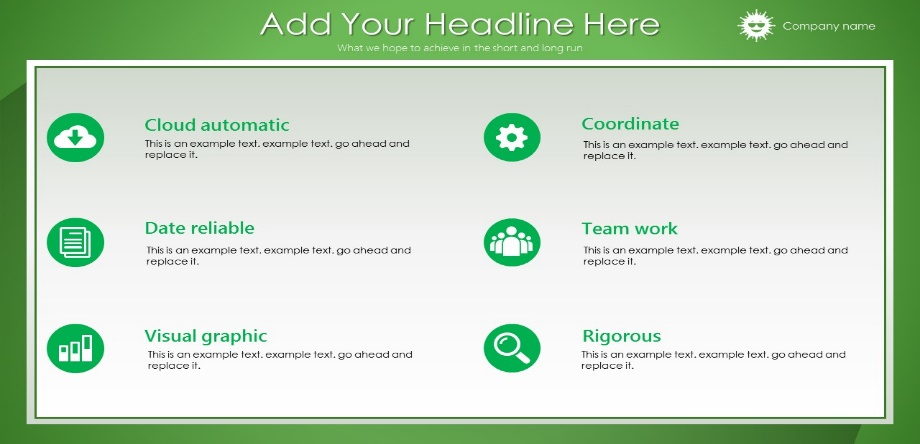 Add Your Headline Here
Company name
What we hope to achieve in the short and long run
Cloud automatic
This is an example text. example text. go ahead and
replace it.
Coordinate
This is an example text. example text. go ahead and
replace it.
Date reliable
This is an example text. example text. go ahead and
replace it.
Team work
This is an example text. example text. go ahead and
replace it.
Visual graphic
This is an example text. example text. go ahead and
replace it.
Rigorous
This is an example text. example text. go ahead and
replace it.